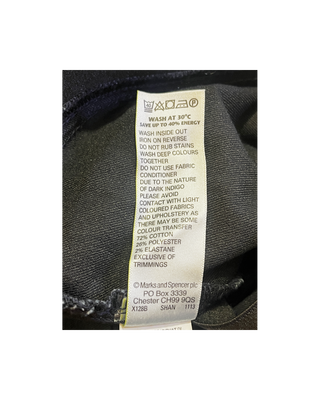 WASH AT 30°C
SAVE UP TO 40% ENERGY
WASH INSIDE OUT
IRON ON REVERSE
DO NOT RUB STAINS
WASH DEEP COLOURS
TOGETHER
DO NOT USE FABRIC
CONDITIONER
DUE TO THE NATURE
OF DARK INDIGO
PLEASE AVOID
CONTACT WITH LIGHT
COLOURED FABRICS
AND UPHOLSTERY AS
THERE MAY BE SOME
COLOUR TRANSFER
72% COTTON
26% POLYESTER
2% ELASTANE
EXCLUSIVE OF
TRIMMINGS
© Marks and Spencer plc
PO Box 3339
Chester CH99 9QS
X128B SHAN 1113